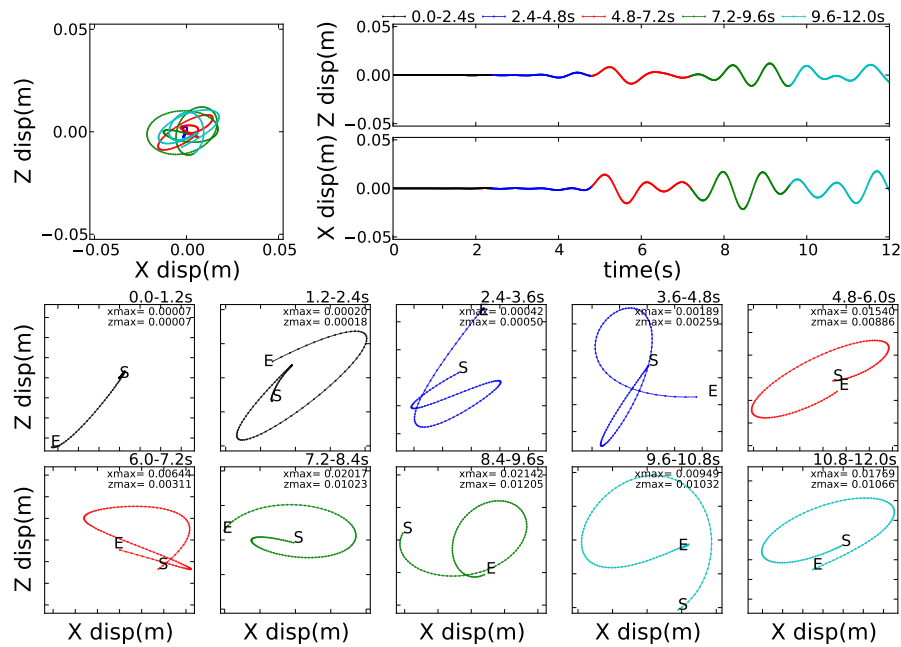 0.0-2.4s 2.4-4.8s 4.8-7.2s 7.2-9.6s 9.6-12.0s
0.05
0.00
−0.05
Z disp(m)
−0.05 0.00 0.05
X disp(m)
0.05
0.00
−0.05
Z disp(m)
0.05
0.00
−0.05
X disp(m)
0 2 4 6 8 10 12
time(s)
0.0-1.2s
xmax= 0.00007
zmax= 0.00007
S
E
Z disp(m)
1.2-2.4s
xmax= 0.00020
zmax= 0.00018
E
S
2.4-3.6s
xmax= 0.00042
zmax= 0.00050
E
S
3.6-4.8s
xmax= 0.00189
zmax= 0.00259
S
E
4.8-6.0s
xmax= 0.01540
zmax= 0.00886
S
E
6.0-7.2s
xmax= 0.00644
zmax= 0.00311
E
S
Z disp(m)
X disp(m)
7.2-8.4s
xmax= 0.02017
zmax= 0.01023
E
S
X disp(m)
8.4-9.6s
xmax= 0.02142
zmax= 0.01205
S
E
X disp(m)
9.6-10.8s
xmax= 0.00949
zmax= 0.01032
E
S
X disp(m)
10.8-12.0s
xmax= 0.01769
zmax= 0.01066
S
E
X disp(m)